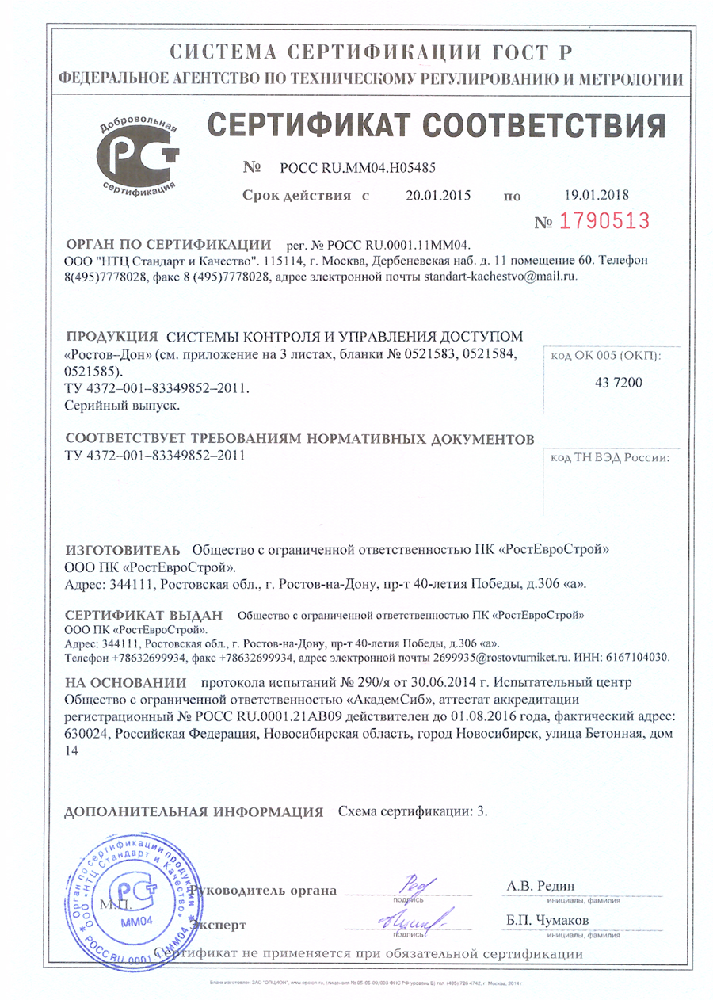 СИСТЕМА СЕРТИФИКАЦИИ ГОСТ Р
ФЕДЕРАЛЬНОЕ АГЕНТСТВО ПО ТЕХНИЧЕСКОМУ РЕГУЛИРОВАНИЮ И МЕТРОЛОГИИ
Добровольная
РСТ
сертификация
СЕРТИФИКАТ СООТВЕТСТВИЯ
№ РОСС RU.ММ04.Н05485
Срок действия с 20.01.2015 по 19.01.2018
№ 1790513
ОРГАН ПО СЕРТИФИКАЦИИ рег. № РОСС RU.0001.11ММ04.
ООО "НТЦ Стандарт и Качество". 115114, г. Москва, Дербеневская наб. д. 11 помещение 60. Телефон
8(495)7778028, факс 8 (495)7778028, адрес электронной почты standart-kachestvo@mail.ru.
ПРОДУКЦИЯ СИСТЕМЫ КОНТРОЛЯ И УПРАВЛЕНИЯ ДОСТУПОМ
«Ростов–Дон» (см. приложение на 3 листах, бланки № 0521583, 0521584,
0521585).
ТУ 4372–001–83349852–2011.
Серийный выпуск.
код ОК 005 (ОКП):
43 7200
СООТВЕТСТВУЕТ ТРЕБОВАНИЯМ НОРМАТИВНЫХ ДОКУМЕНТОВ
ТУ 4372–001–83349852–2011
код ТН ВЭД России:
ИЗГОТОВИТЕЛЬ Общество с ограниченной ответственностью ПК «РостЕвроСтрой»
ООО ПК «РостЕвроСтрой».
Адрес: 344111, Ростовская обл., г. Ростов-на-Дону, пр-т 40-летия Победы, д.306 «а».
СЕРТИФИКАТ ВЫДАН Общество с ограниченной ответственностью ПК «РостЕвроСтрой»
ООО ПК «РостЕвроСтрой».
Адрес: 344111, Ростовская обл., г. Ростов-на-Дону, пр-т 40-летия Победы, д.306 «а».
Телефон +78632699934, факс +78632699934, адрес электронной почты 2699935@rostovturniket.ru. ИНН: 6167104030.
НА ОСНОВАНИИ протокола испытаний № 290/я от 30.06.2014 г. Испытательный центр
Общество с ограниченной ответственностью «АкадемСиб», аттестат аккредитации
регистрационный № РОСС RU.0001.21АВ09 действителен до 01.08.2016 года, фактический адрес:
630024, Российская Федерация, Новосибирская область, город Новосибирск, улица Бетонная, дом
14
ДОПОЛНИТЕЛЬНАЯ ИНФОРМАЦИЯ Схема сертификации: 3.
Орган по сертификации продукции
ООО "НТЦ Стандарт и Качество"
РСТ
ММ04
РОСС RU.0001.11ММ04
М.П.
Руководитель органа
подпись
А.В. Редин
инициалы, фамилия
Эксперт
подпись
Б.П. Чумаков
инициалы, фамилия
Сертификат не применяется при обязательной сертификации
Бланк изготовлен ЗАО "ОПЦИОН", www.opcion.ru, (лицензия № 05-05-09/003 ФНС РФ уровень B) тел. (495) 726 4742, г. Москва, 2014 г.